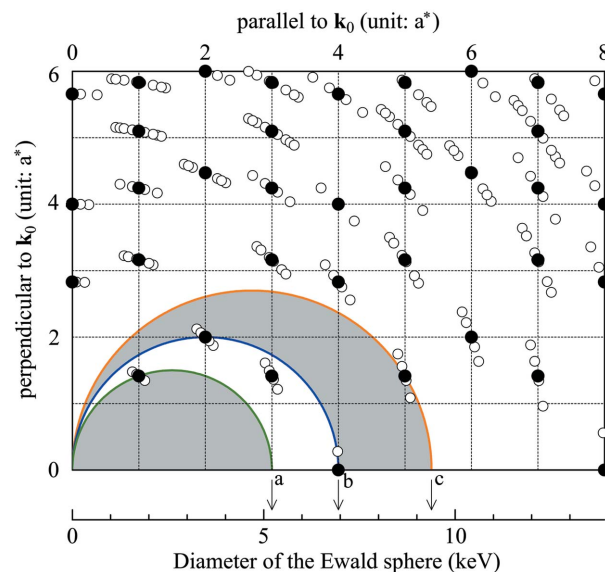 parallel to k₀ (unit: a*)
0 2 4 6 8
perpendicular to k₀ (unit: a*)
6
4
2
0
a b c
0 5 10
Diameter of the Ewald sphere (keV)